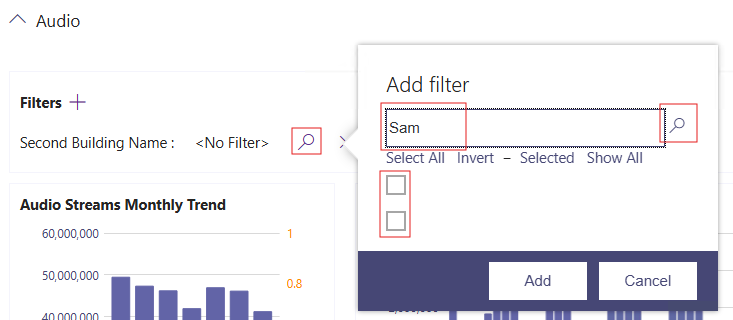 Audio
Add filter
Filters
Sam
Second Building Name : <No Filter>
Select All Invert – Selected Show All
Audio Streams Monthly Trend
60,000,000 1
50,000,000 0.8
Add Cancel
40,000,000